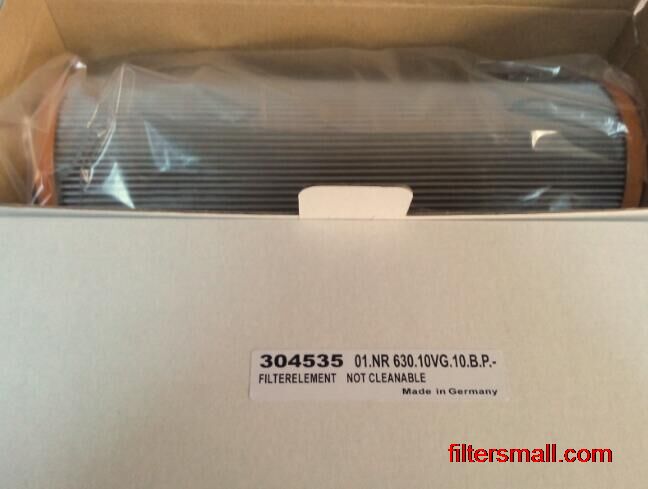 304535 01.NR 630.10VG.10.B.P.-
FILTERELEMENT NOT CLEANABLE
Made in Germany
filtersmall.com